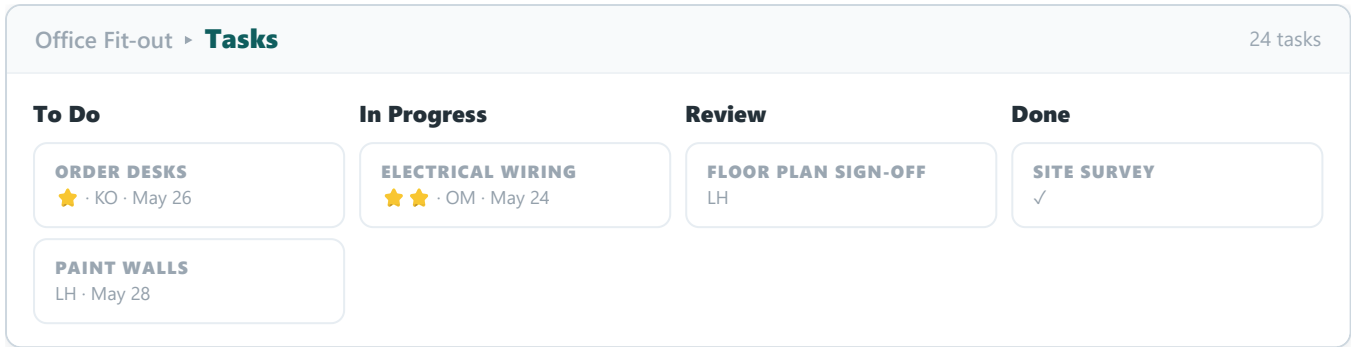 Office Fit-out ▸ Tasks
24 tasks
To Do
ORDER DESKS
⭐ · KO · May 26
PAINT WALLS
LH · May 28
In Progress
ELECTRICAL WIRING
⭐⭐ · OM · May 24
Review
FLOOR PLAN SIGN-OFF
LH
Done
SITE SURVEY
✓